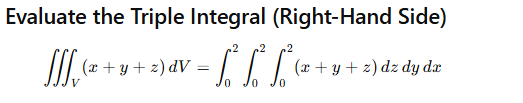 Evaluate the Triple Integral (Right-Hand Side)
∭_V (x + y + z) dV = ∫_0^2 ∫_0^2 ∫_0^2 (x + y + z) dz dy dx